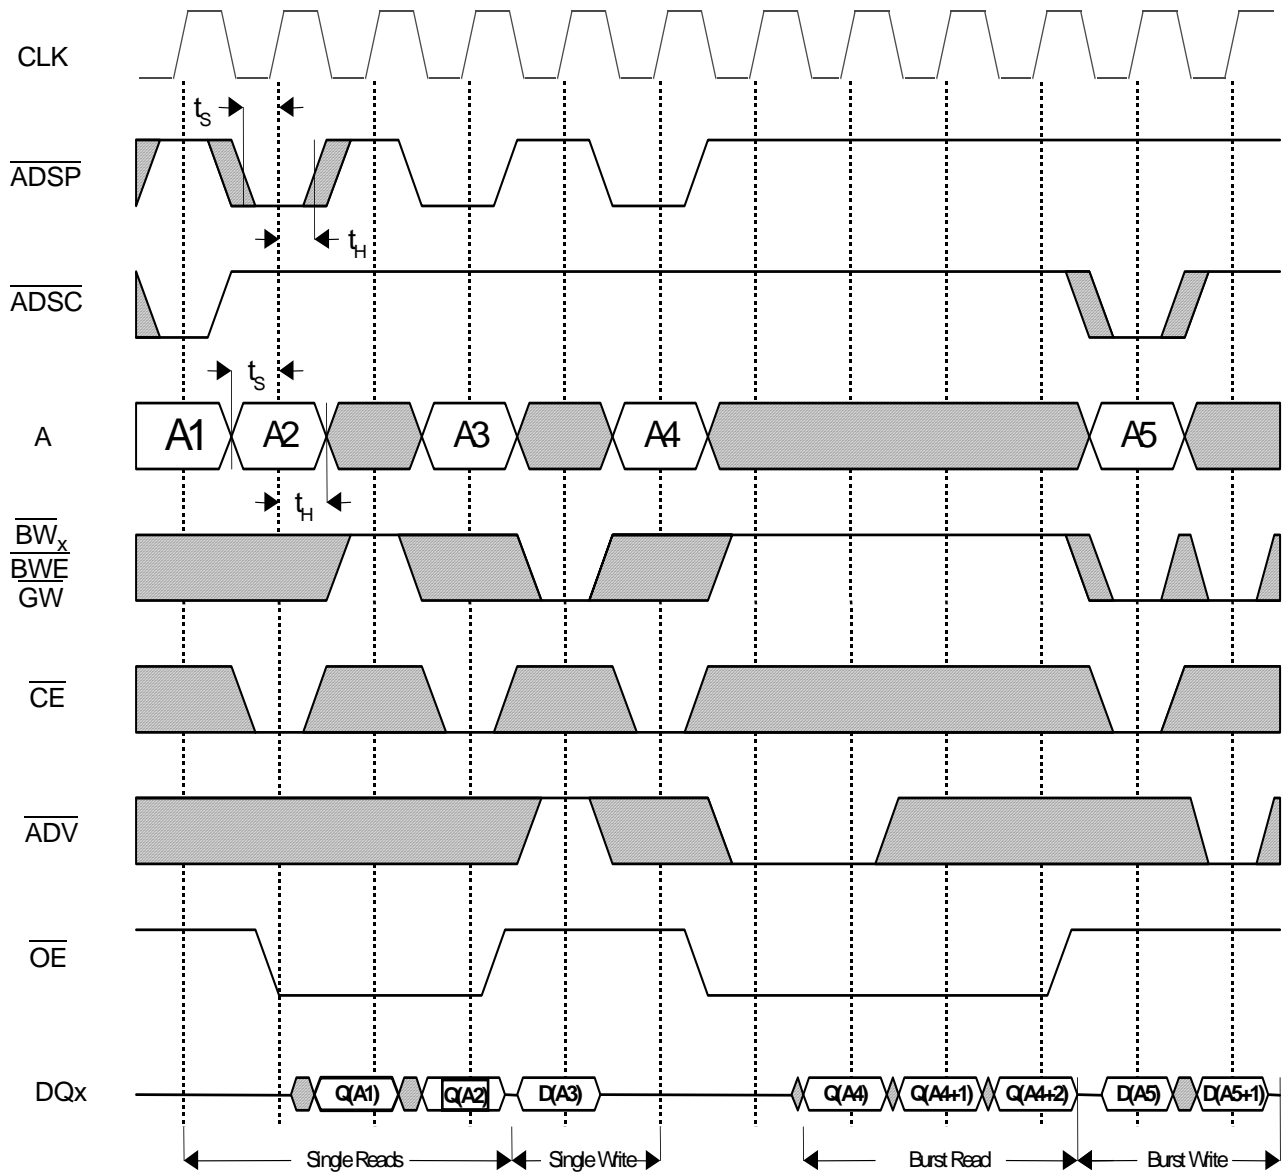 CLK
tS
ADSP
tH
ADSC
tS
A A1 A2 A3 A4 A5
tH
BWx
BWE
GW
CE
ADV
OE
DQx Q(A1) Q(A2) D(A3) Q(A4) Q(A4+1) Q(A4+2) D(A5) D(A5+1)
Single Reads Single Write Burst Read Burst Write